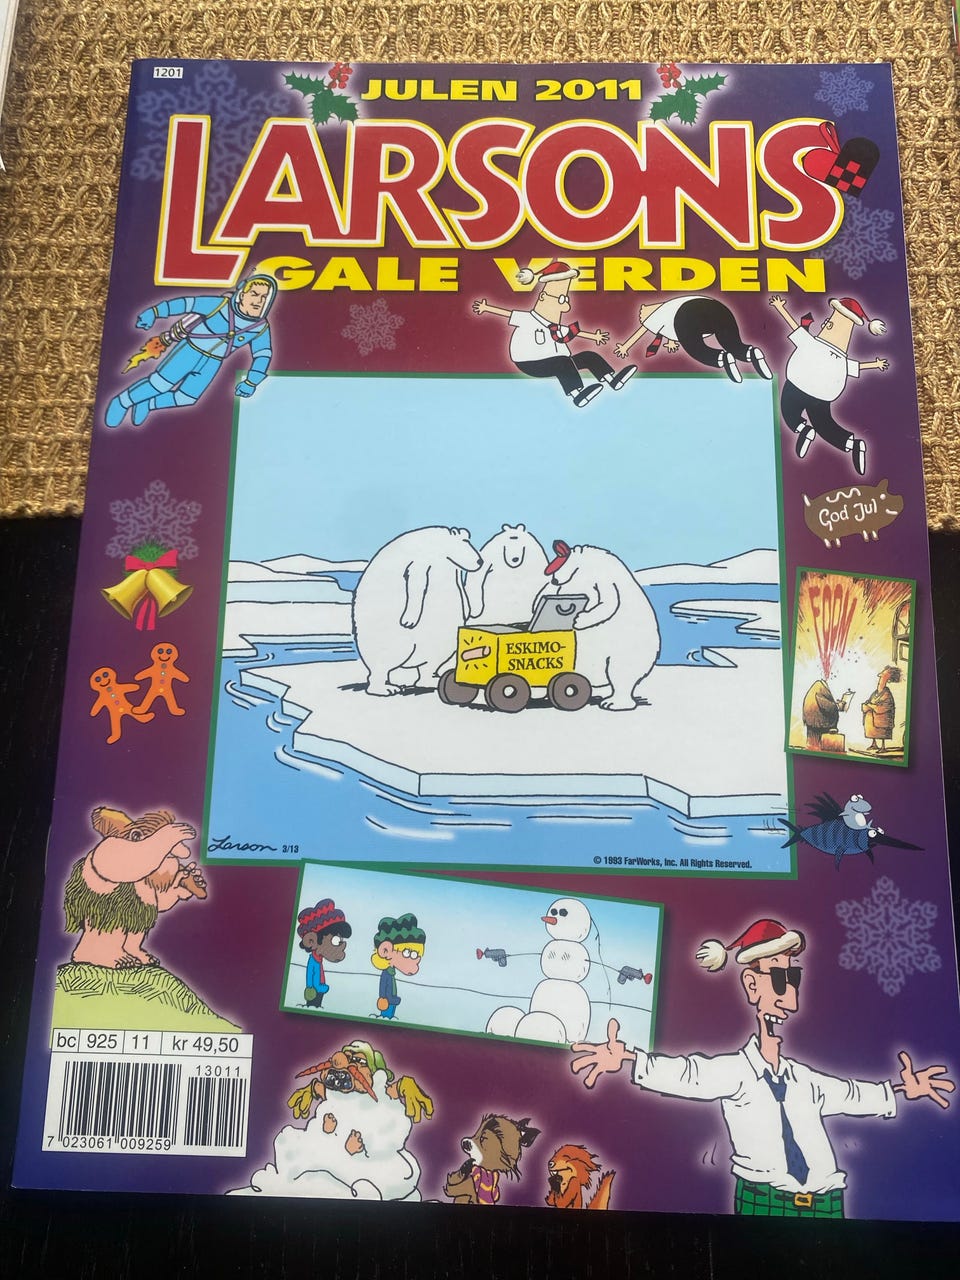 1201
JULEN 2011
LARSONS
GALE VERDEN
God Jul
FOOM
ESKIMO-
SNACKS
Larson 3/13
© 1993 FarWorks, Inc. All Rights Reserved.
bc 925 11 kr 49,50
13011
7 023061 009259